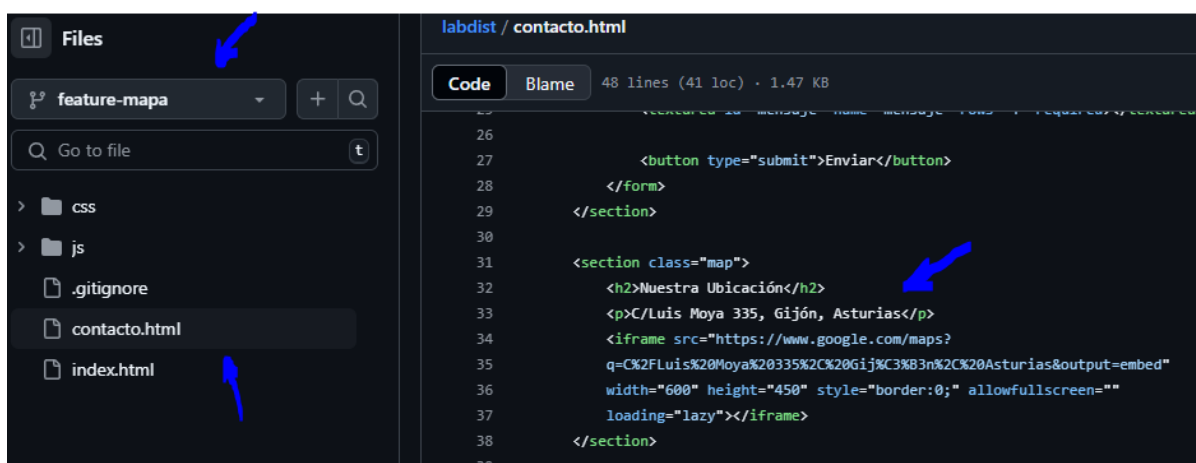 Files
feature-mapa
Go to file
t
css
js
.gitignore
contacto.html
index.html
labdist / contacto.html
Code Blame 48 lines (41 loc) · 1.47 KB
26
27 <button type="submit">Enviar</button>
28 </form>
29 </section>
30
31 <section class="map">
32 <h2>Nuestra Ubicación</h2>
33 <p>C/Luis Moya 335, Gijón, Asturias</p>
34 <iframe src="https://www.google.com/maps?
35 q=C%2FLuis%20Moya%20335%2C%20Gij%C3%B3n%2C%20Asturias&output=embed"
36 width="600" height="450" style="border:0;" allowfullscreen=""
37 loading="lazy"></iframe>
38 </section>